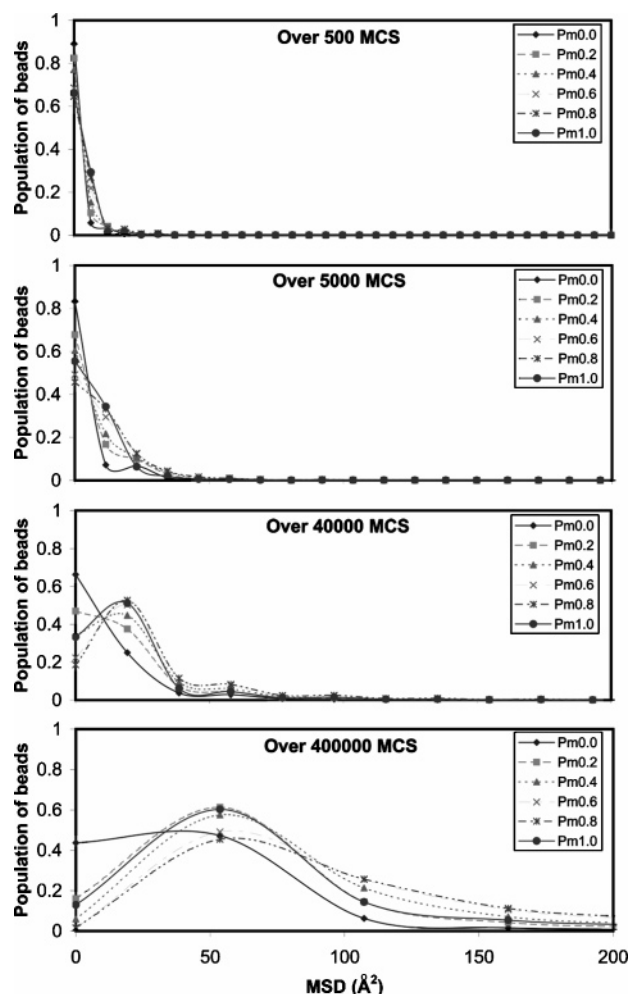 Over 500 MCS
Population of beads
1
0.8
0.6
0.4
0.2
0
Pm0.0
Pm0.2
Pm0.4
Pm0.6
Pm0.8
Pm1.0
Over 5000 MCS
Population of beads
1
0.8
0.6
0.4
0.2
0
Pm0.0
Pm0.2
Pm0.4
Pm0.6
Pm0.8
Pm1.0
Over 40000 MCS
Population of beads
1
0.8
0.6
0.4
0.2
0
Pm0.0
Pm0.2
Pm0.4
Pm0.6
Pm0.8
Pm1.0
Over 400000 MCS
Population of beads
1
0.8
0.6
0.4
0.2
0
Pm0.0
Pm0.2
Pm0.4
Pm0.6
Pm0.8
Pm1.0
0 50 100 150 200
MSD (Å²)